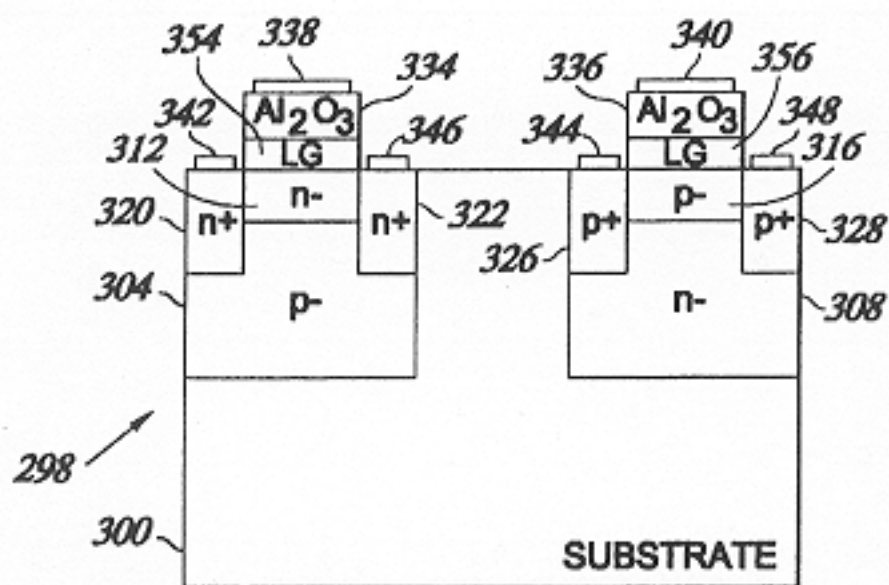 338
340
354
334
336
356
Al2O3
Al2O3
342
346
344
348
312
LG
LG
316
n-
p-
320
n+
n+
322
p+
p+
328
326
304
p-
n-
308
298
300
SUBSTRATE